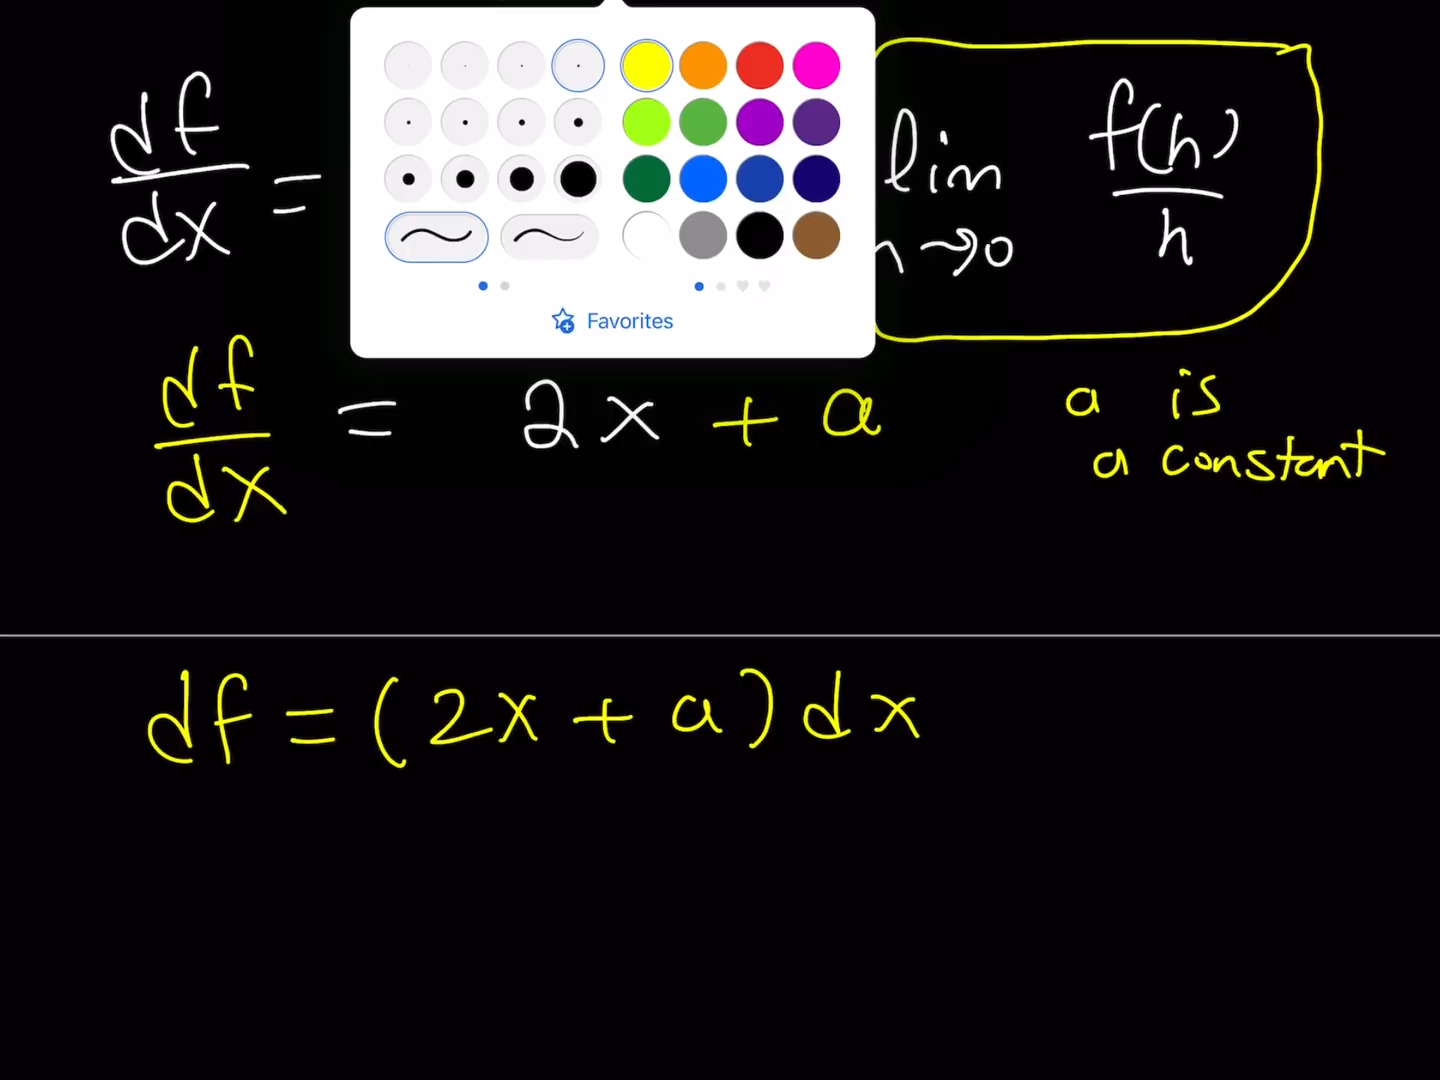 df/dx = lim h→0 f(h)/h
Favorites
df/dx = 2x + a
a is
a constant
df = (2x + a) dx